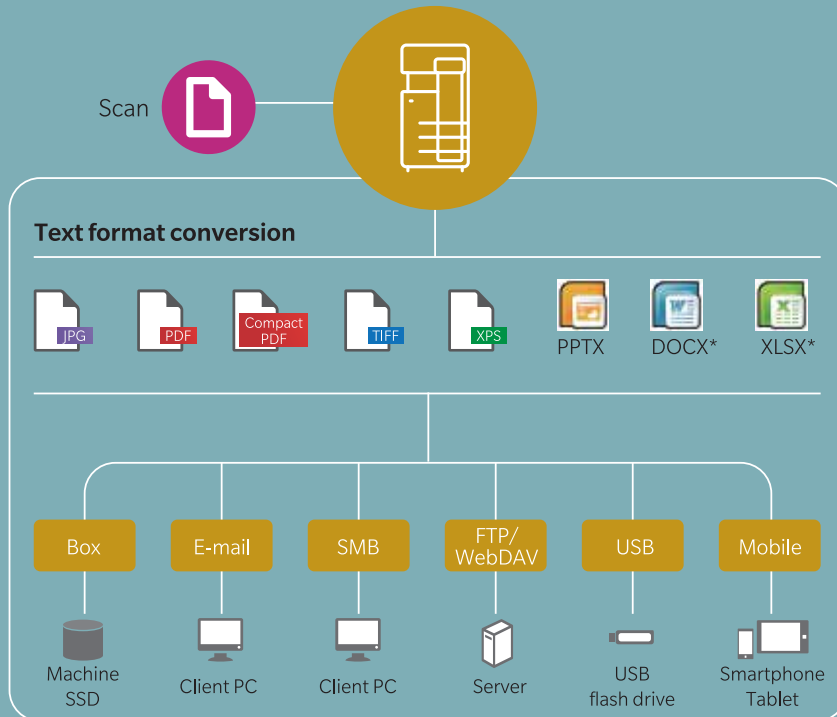 Scan
Text format conversion
JPG
PDF
Compact
PDF
TIFF
XPS
PPTX
DOCX*
XLSX*
Box
E-mail
SMB
FTP/
WebDAV
USB
Mobile
Machine
SSD
Client PC
Client PC
Server
USB
flash drive
Smartphone
Tablet